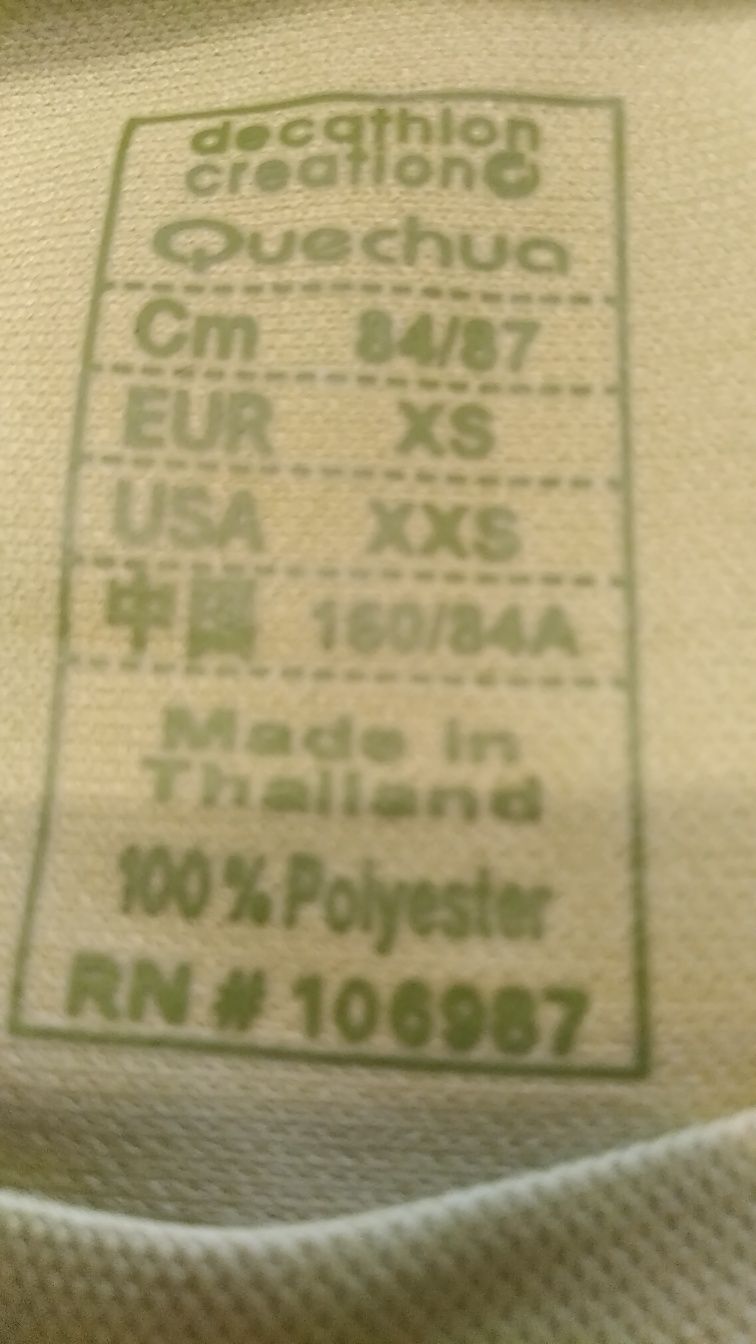 decathlon
creation
Quechua
Cm 84/87
EUR XS
USA XXS
中國 160/84A
Made in
Thailand
100% Polyester
RN # 106987